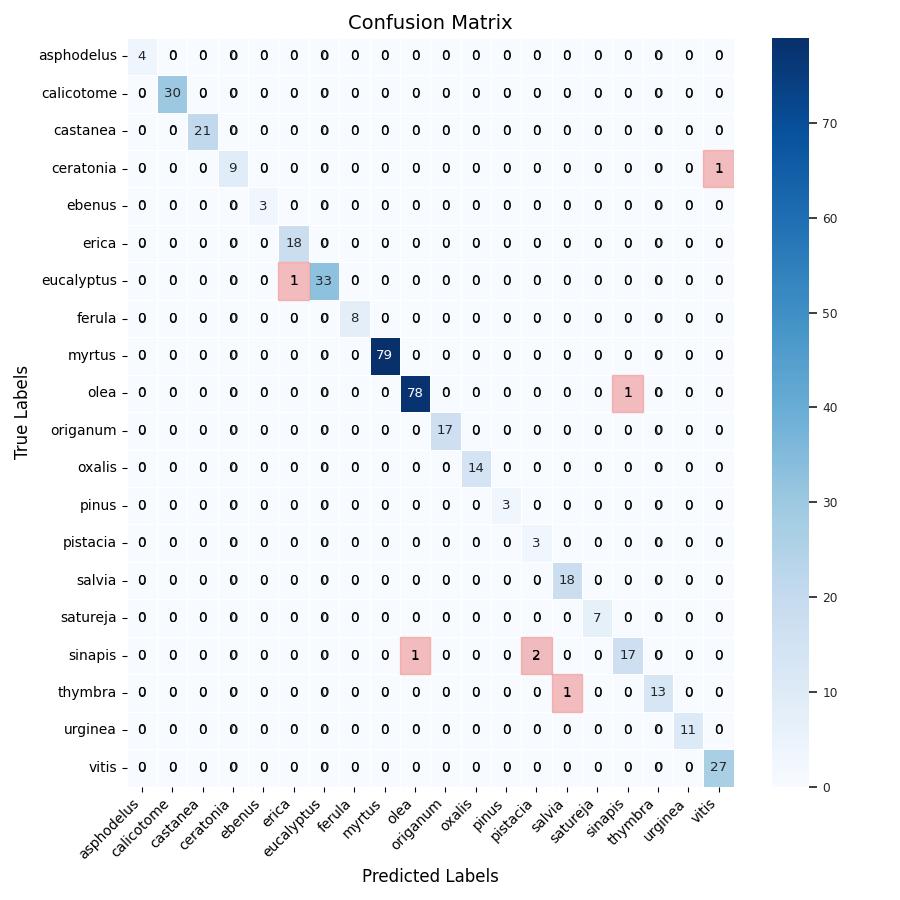 Confusion Matrix
asphodelus 4 0 0 0 0 0 0 0 0 0 0 0 0 0 0 0 0 0 0 0
calicotome 0 30 0 0 0 0 0 0 0 0 0 0 0 0 0 0 0 0 0 0
castanea 0 0 21 0 0 0 0 0 0 0 0 0 0 0 0 0 0 0 0 0
ceratonia 0 0 0 9 0 0 0 0 0 0 0 0 0 0 0 0 0 0 0 1
ebenus 0 0 0 0 3 0 0 0 0 0 0 0 0 0 0 0 0 0 0 0
erica 0 0 0 0 0 18 0 0 0 0 0 0 0 0 0 0 0 0 0 0
eucalyptus 0 0 0 0 0 1 33 0 0 0 0 0 0 0 0 0 0 0 0 0
ferula 0 0 0 0 0 0 0 8 0 0 0 0 0 0 0 0 0 0 0 0
myrtus 0 0 0 0 0 0 0 0 79 0 0 0 0 0 0 0 0 0 0 0
olea 0 0 0 0 0 0 0 0 0 78 0 0 0 0 0 0 1 0 0 0
origanum 0 0 0 0 0 0 0 0 0 0 17 0 0 0 0 0 0 0 0 0
oxalis 0 0 0 0 0 0 0 0 0 0 0 14 0 0 0 0 0 0 0 0
pinus 0 0 0 0 0 0 0 0 0 0 0 0 3 0 0 0 0 0 0 0
pistacia 0 0 0 0 0 0 0 0 0 0 0 0 0 3 0 0 0 0 0 0
salvia 0 0 0 0 0 0 0 0 0 0 0 0 0 0 18 0 0 0 0 0
satureja 0 0 0 0 0 0 0 0 0 0 0 0 0 0 0 7 0 0 0 0
sinapis 0 0 0 0 0 0 0 0 0 1 0 0 0 2 0 0 17 0 0 0
thymbra 0 0 0 0 0 0 0 0 0 0 0 0 0 0 1 0 0 13 0 0
urginea 0 0 0 0 0 0 0 0 0 0 0 0 0 0 0 0 0 0 11 0
vitis 0 0 0 0 0 0 0 0 0 0 0 0 0 0 0 0 0 0 0 27
asphodelus calicotome castanea ceratonia ebenus erica eucalyptus ferula myrtus olea origanum oxalis pinus pistacia salvia satureja sinapis thymbra urginea vitis
Predicted Labels
True Labels
70
60
50
40
30
20
10
0